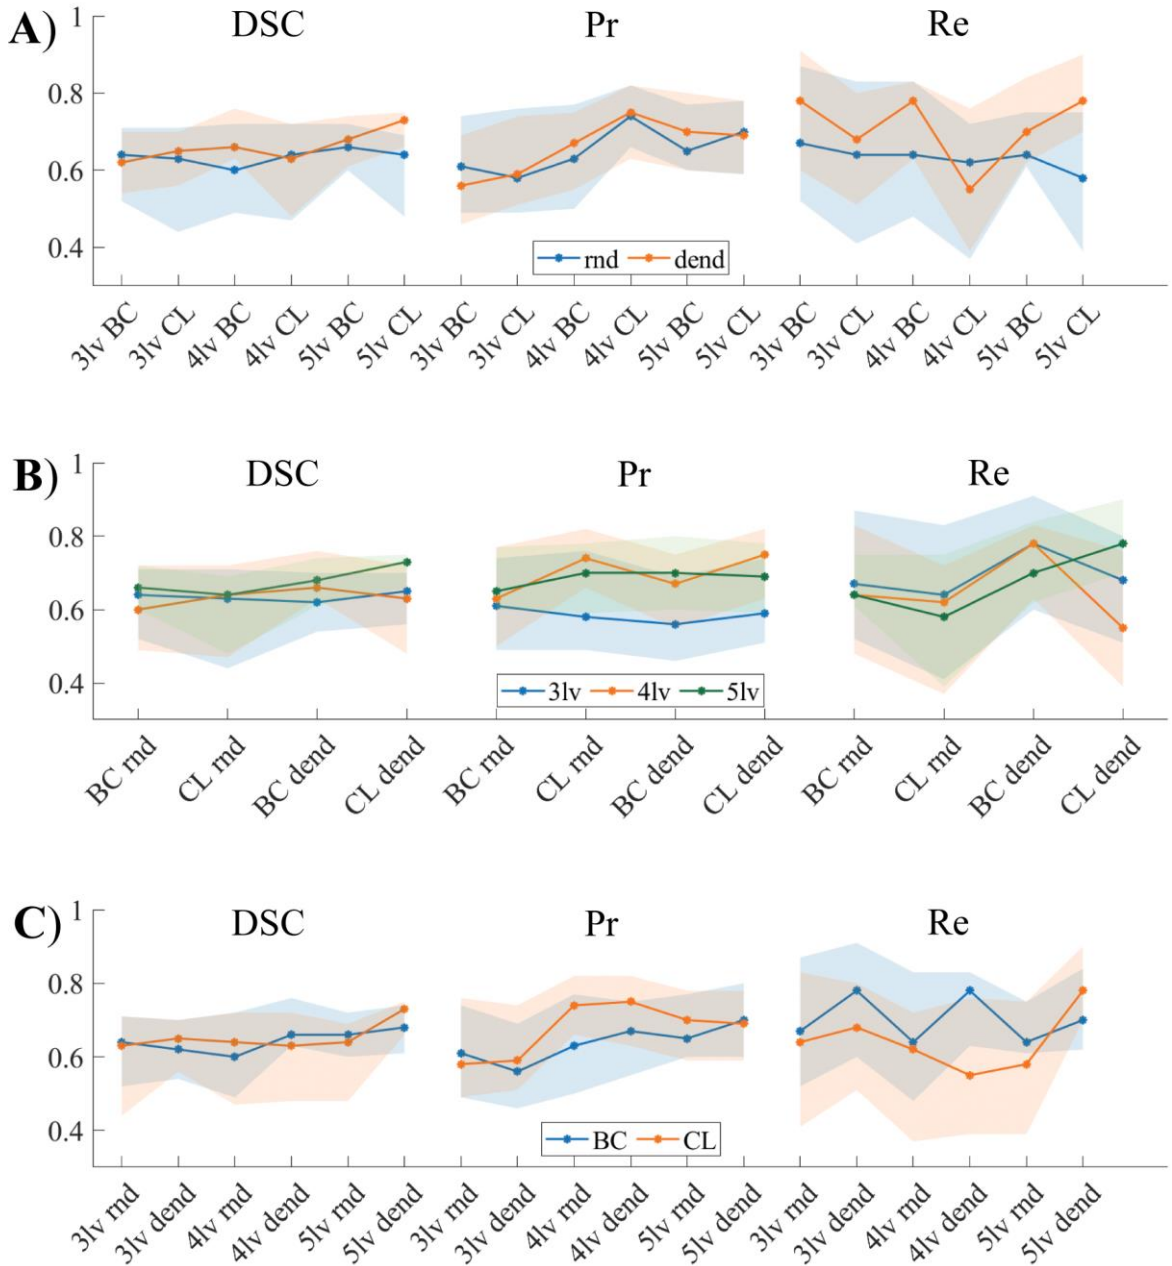 A) DSC Pr Re
1
0.8
0.6
0.4
rnd dend
3lv BC 3lv CL 4lv BC 4lv CL 5lv BC 5lv CL 3lv BC 3lv CL 4lv BC 4lv CL 5lv BC 5lv CL 3lv BC 3lv CL 4lv BC 4lv CL 5lv BC 5lv CL
B) DSC Pr Re
1
0.8
0.6
0.4
3lv 4lv 5lv
BC rnd CL rnd BC dend CL dend BC rnd CL rnd BC dend CL dend BC rnd CL rnd BC dend CL dend
C) DSC Pr Re
1
0.8
0.6
0.4
BC CL
3lv rnd 3lv dend 4lv rnd 4lv dend 5lv rnd 5lv dend 3lv rnd 3lv dend 4lv rnd 4lv dend 5lv rnd 5lv dend 3lv rnd 3lv dend 4lv rnd 4lv dend 5lv rnd 5lv dend